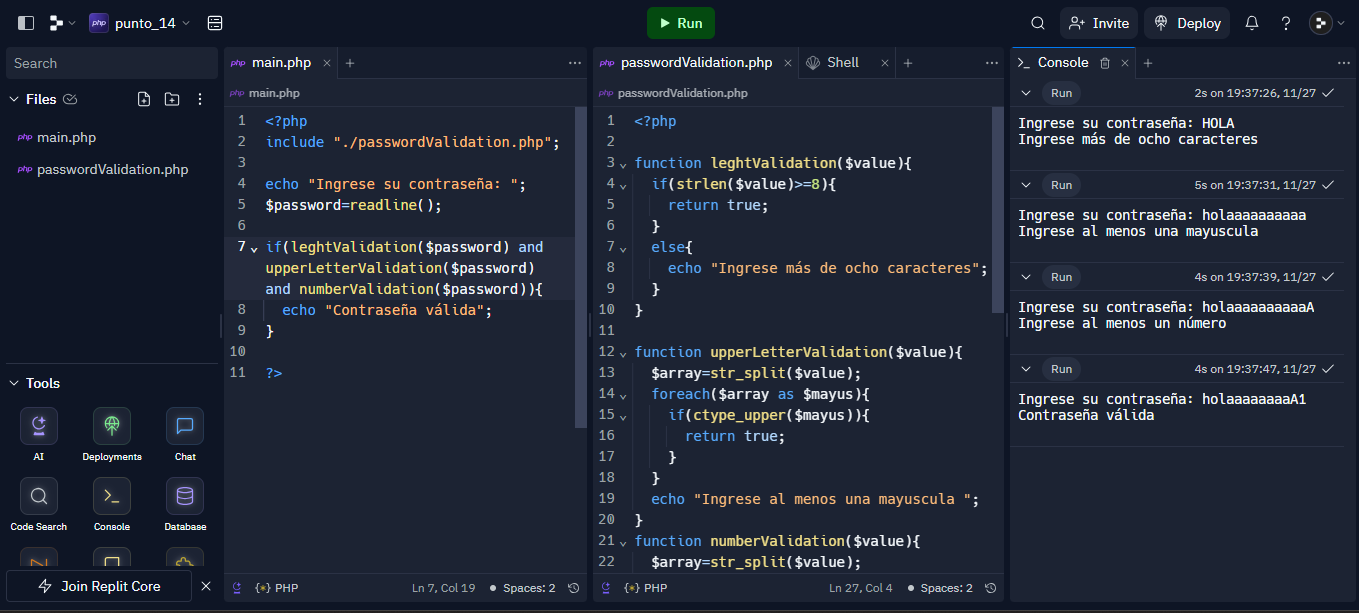 php punto_14
Run
Invite
Deploy
Search
Files
php main.php
php passwordValidation.php
Tools
AI
Deployments
Chat
Code Search
Console
Database
Join Replit Core
php main.php
php main.php
1 <?php
2 include "./passwordValidation.php";
3
4 echo "Ingrese su contraseña: ";
5 $password=readline();
6
7 if(leghtValidation($password) and
upperLetterValidation($password)
and numberValidation($password)){
8 echo "Contraseña válida";
9 }
10
11 ?>
{*} PHP
Ln 7, Col 19
Spaces: 2
php passwordValidation.php
Shell
php passwordValidation.php
1 <?php
2
3 function leghtValidation($value){
4 if(strlen($value)>=8){
5 return true;
6 }
7 else{
8 echo "Ingrese más de ocho caracteres";
9 }
10 }
11
12 function upperLetterValidation($value){
13 $array=str_split($value);
14 foreach($array as $mayus){
15 if(ctype_upper($mayus)){
16 return true;
17 }
18 }
19 echo "Ingrese al menos una mayuscula ";
20 }
21 function numberValidation($value){
22 $array=str_split($value);
{*} PHP
Ln 27, Col 4
Spaces: 2
Console
Run 2s on 19:37:26, 11/27
Ingrese su contraseña: HOLA
Ingrese más de ocho caracteres
Run 5s on 19:37:31, 11/27
Ingrese su contraseña: holaaaaaaaaaa
Ingrese al menos una mayuscula
Run 4s on 19:37:39, 11/27
Ingrese su contraseña: holaaaaaaaaaaA
Ingrese al menos un número
Run 4s on 19:37:47, 11/27
Ingrese su contraseña: holaaaaaaaaA1
Contraseña válida